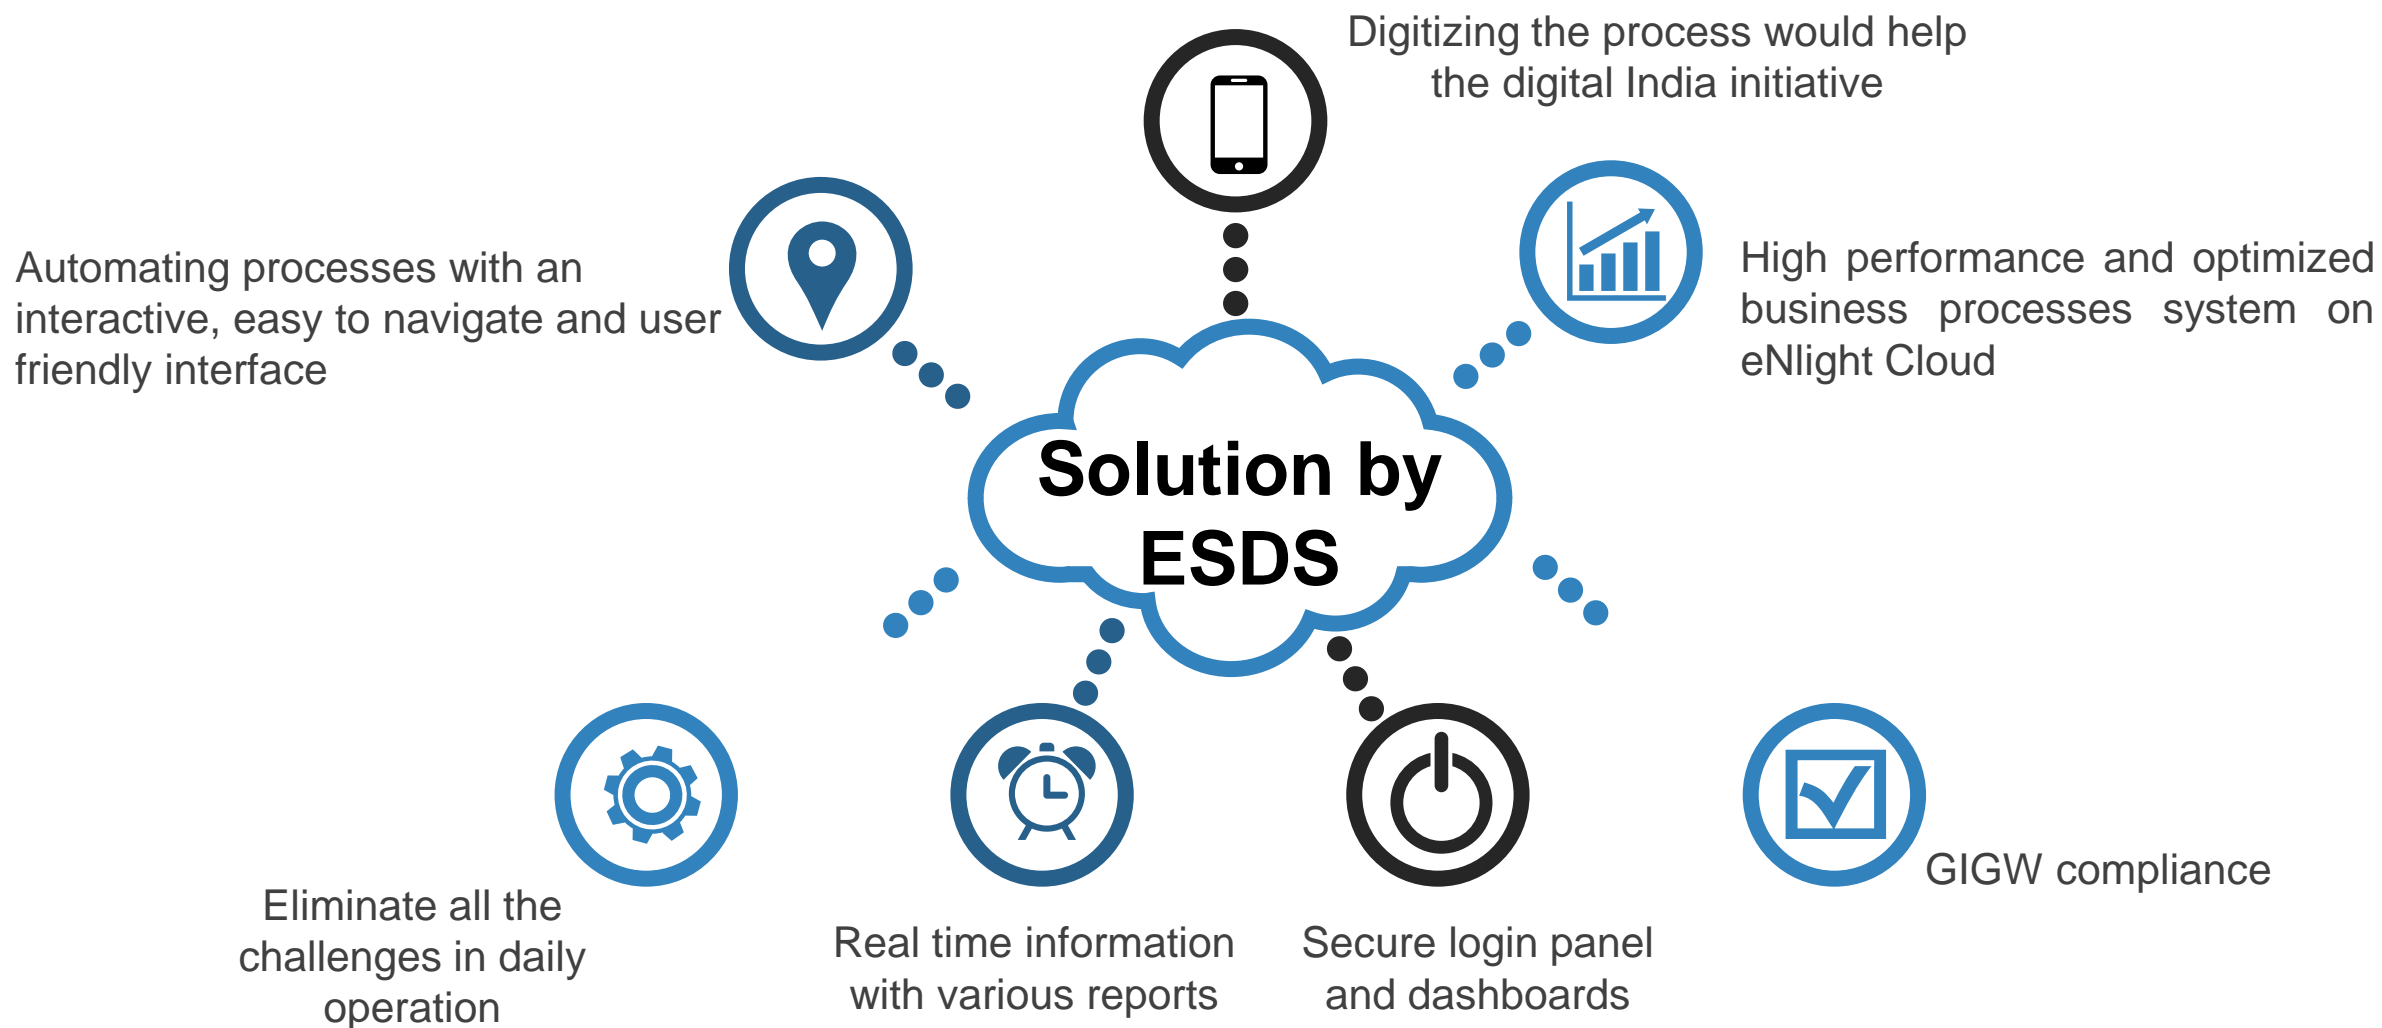 Digitizing the process would help
the digital India initiative
Automating processes with an
interactive, easy to navigate and user
friendly interface
High performance and optimized
business processes system on
eNlight Cloud
Solution by
ESDS
Eliminate all the
challenges in daily
operation
Real time information
with various reports
Secure login panel
and dashboards
GIGW compliance